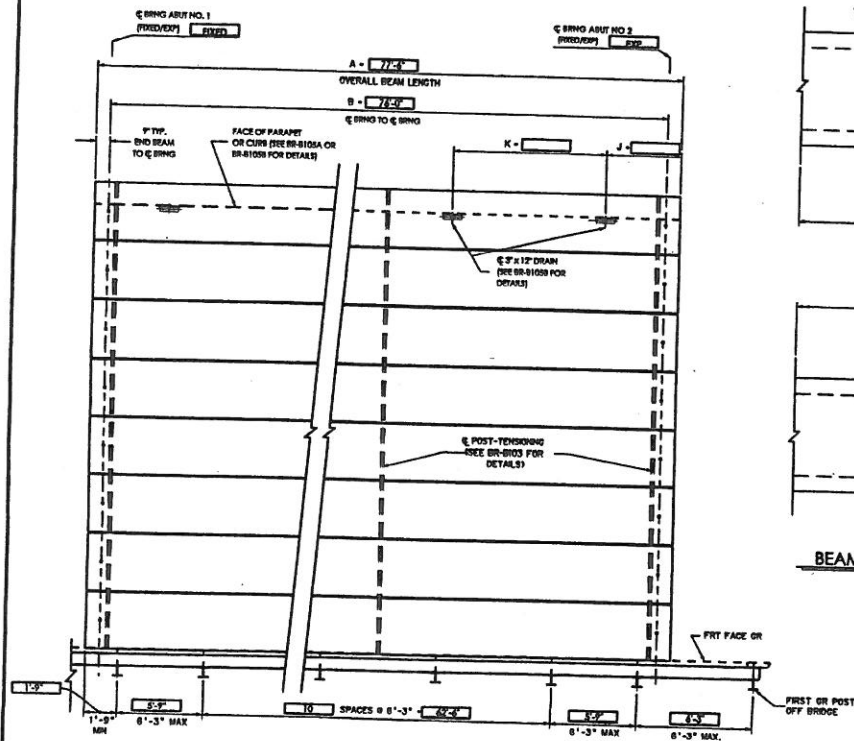 ℄ BRNG ABUT NO. 1
(FIXED/EXP) FIXED
℄ BRNG ABUT NO 2
(FIXED/EXP) EXP
A = 77'-6"
OVERALL BEAM LENGTH
B = 76'-0"
℄ BRNG TO ℄ BRNG
9" TYP.
END BEAM
TO ℄ BRNG
FACE OF PARAPET
OR CURB (SEE BR-B105A OR
BR-B105B FOR DETAILS)
K =
J =
℄ 3" x 12" DRAIN
(SEE BR-B105B FOR
DETAILS)
℄ POST-TENSIONING
(SEE BR-B103 FOR
DETAILS)
BEAM
FRT FACE GR
FIRST GR POST
OFF BRIDGE
1'-9"
1'-9"
MIN
5'-9"
6'-3" MAX
10 SPACES @ 6'-3" = 62'-6"
5'-9"
6'-3" MAX
6'-3"
6'-3" MAX.